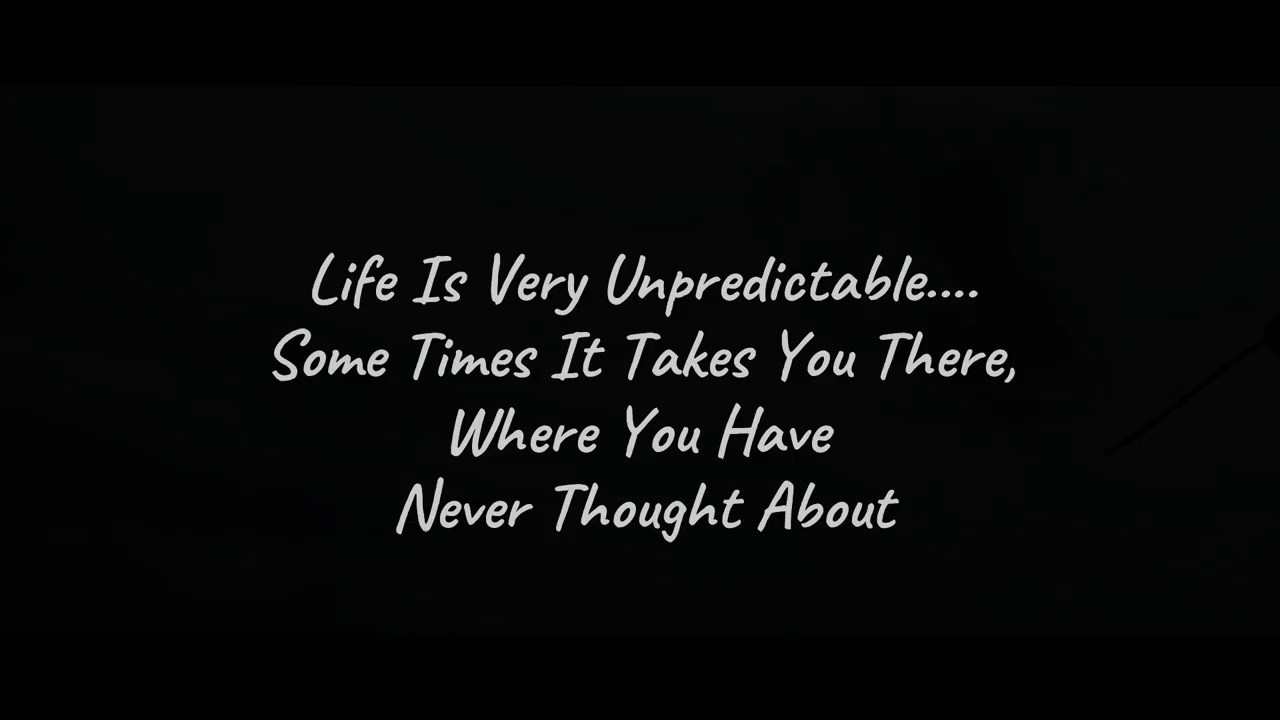 Life Is Very Unpredictable....
Some Times It Takes You There,
Where You Have
Never Thought About